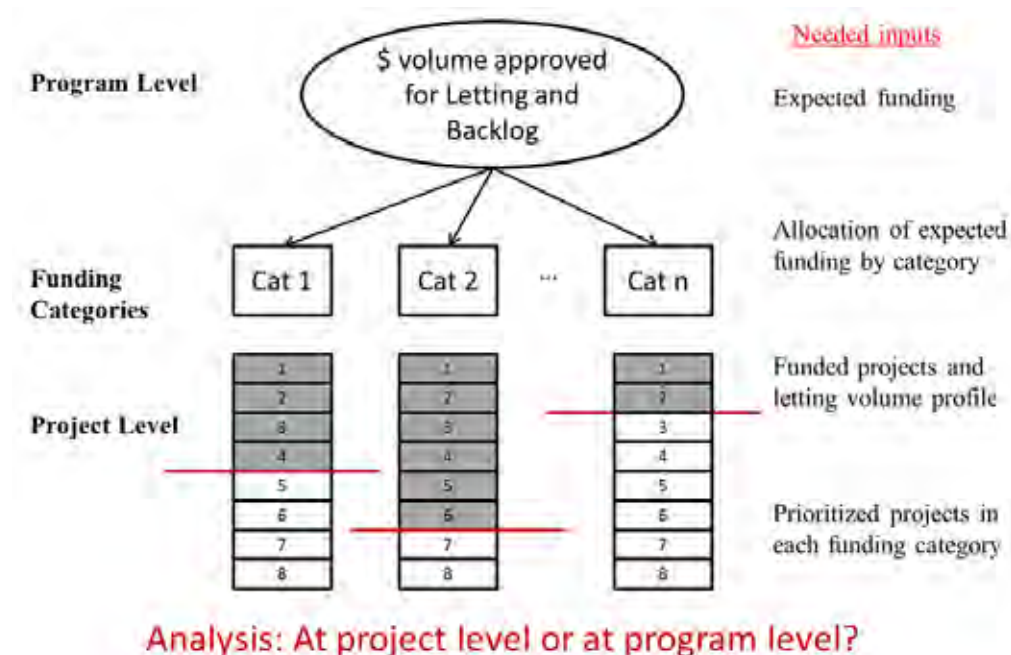 Needed inputs
$ volume approved
for Letting and
Backlog
Program Level
Expected funding
Allocation of expected
funding by category
Funding
Categories
Cat 1
Cat 2
...
Cat n
Funded projects and
letting volume profile
Project Level
Prioritized projects in
each funding category
1
2
3
4
5
6
7
8
1
2
3
4
5
6
7
8
1
2
3
4
5
6
7
8
Analysis: At project level or at program level?